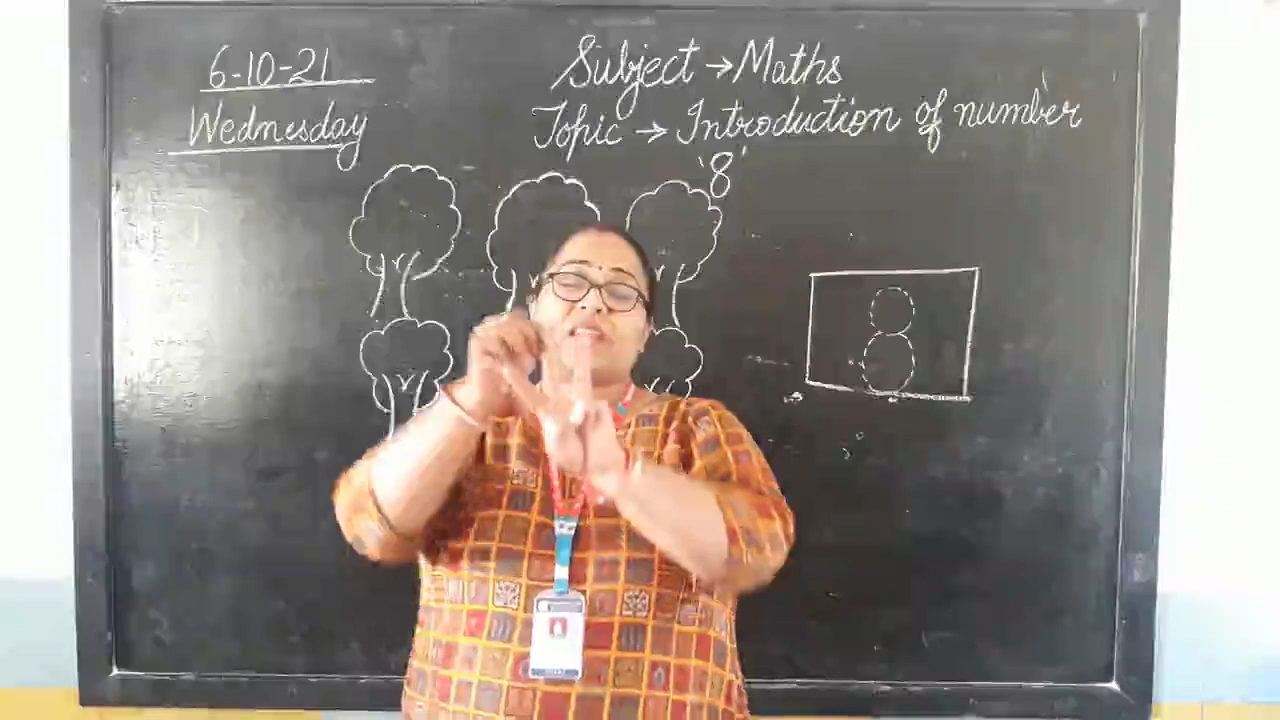 6-10-21
Wednesday
Subject → Maths
Topic → Introduction of number
'8'
8